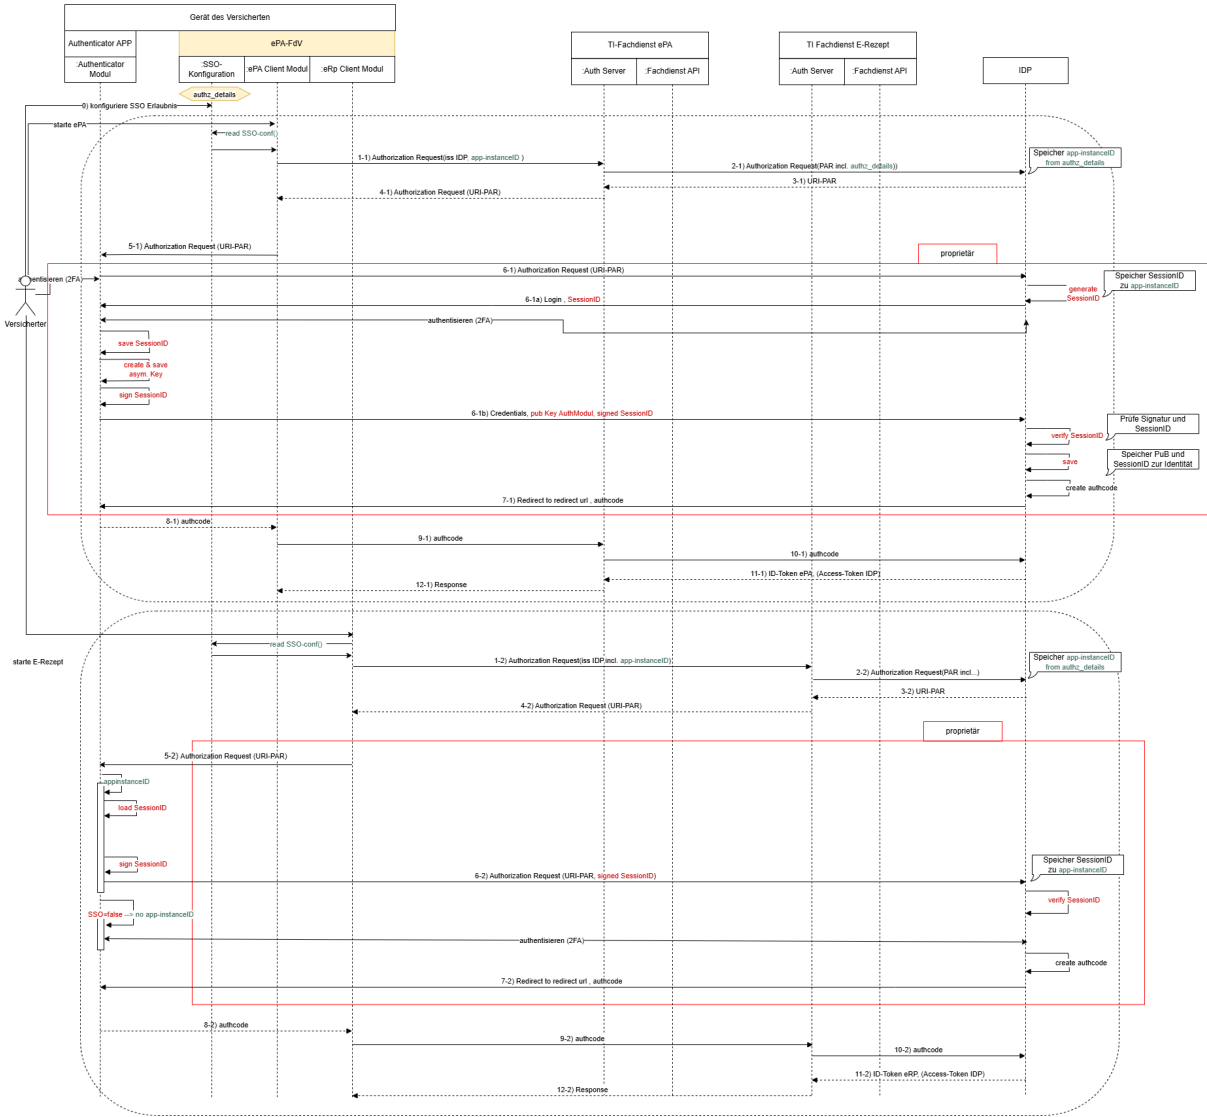 Gerät des Versicherten
Authenticator APP
ePA-FdV
TI-Fachdienst ePA
TI Fachdienst E-Rezept
:Authenticator
Modul
:SSO-
Konfiguration
:ePA Client Modul
:eRp Client Modul
:Auth Server
:Fachdienst API
:Auth Server
:Fachdienst API
IDP
authz_details
0) konfiguriere SSO Erlaubnis
starte ePA
read SSO-conf()
1-1) Authorization Request(iss IDP, app-instanceID )
2-1) Authorization Request(PAR incl. authz_details))
Speicher app-instanceID
from authz_details
3-1) URI-PAR
4-1) Authorization Request (URI-PAR)
5-1) Authorization Request (URI-PAR)
proprietär
6-1) Authorization Request (URI-PAR)
authentisieren (2FA)
Speicher SessionID
zu app-instanceID
generate
SessionID
6-1a) Login , SessionID
Versicherter
authentisieren (2FA)
save SessionID
create & save
asym. Key
sign SessionID
6-1b) Credentials, pub Key AuthModul, signed SessionID
Prüfe Signatur und
SessionID
verify SessionID
Speicher PuB und
SessionID zur Identität
save
create authcode
7-1) Redirect to redirect url , authcode
8-1) authcode
9-1) authcode
10-1) authcode
11-1) ID-Token ePA, (Access-Token IDP)
12-1) Response
read SSO-conf()
starte E-Rezept
1-2) Authorization Request(iss IDP,incl. app-instanceID)
Speicher app-instanceID
from authz_details
2-2) Authorization Request(PAR incl...)
3-2) URI-PAR
4-2) Authorization Request (URI-PAR)
proprietär
5-2) Authorization Request (URI-PAR)
appinstanceID
load SessionID
sign SessionID
Speicher SessionID
zu app-instanceID
6-2) Authorization Request (URI-PAR, signed SessionID)
verify SessionID
SSO=false --> no app-instanceID
authentisieren (2FA)
create authcode
7-2) Redirect to redirect url , authcode
8-2) authcode
9-2) authcode
10-2) authcode
11-2) ID-Token eRP, (Access-Token IDP)
12-2) Response